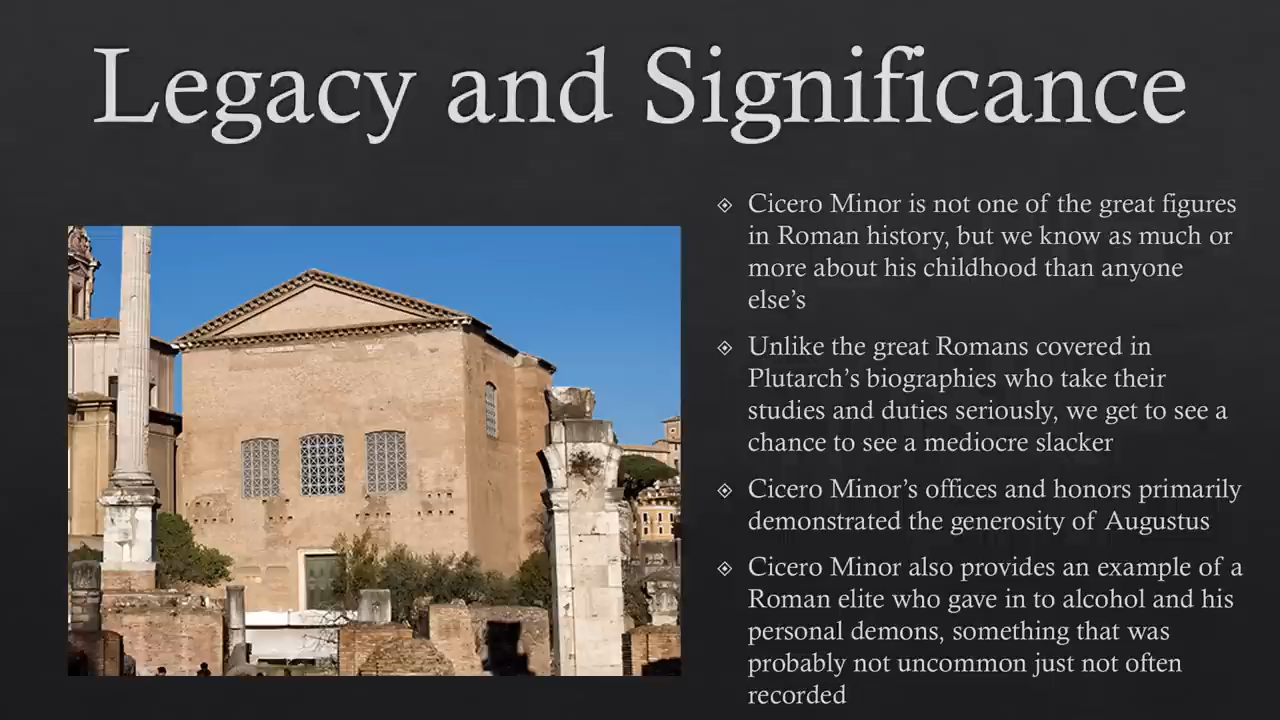 Legacy and Significance
Cicero Minor is not one of the great figures
in Roman history, but we know as much or
more about his childhood than anyone
else's
Unlike the great Romans covered in
Plutarch's biographies who take their
studies and duties seriously, we get to see a
chance to see a mediocre slacker
Cicero Minor's offices and honors primarily
demonstrated the generosity of Augustus
Cicero Minor also provides an example of a
Roman elite who gave in to alcohol and his
personal demons, something that was
probably not uncommon just not often
recorded